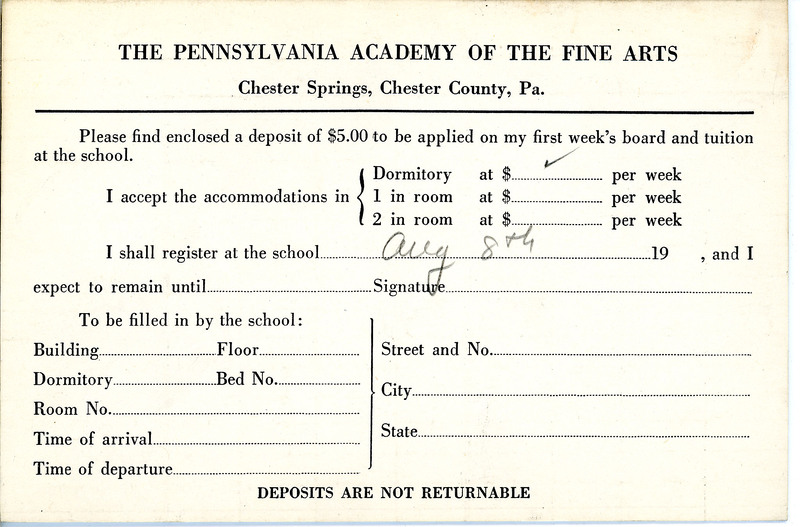 THE PENNSYLVANIA ACADEMY OF THE FINE ARTS
Chester Springs, Chester County, Pa.
Please find enclosed a deposit of $5.00 to be applied on my first week's board and tuition
at the school.
I accept the accommodations in
Dormitory at $ ✓ per week
1 in room at $ per week
2 in room at $ per week
I shall register at the school Aug 8th 19 , and I
expect to remain until Signature
To be filled in by the school:
Building Floor
Dormitory Bed No.
Room No.
Time of arrival
Time of departure
Street and No.
City
State
DEPOSITS ARE NOT RETURNABLE